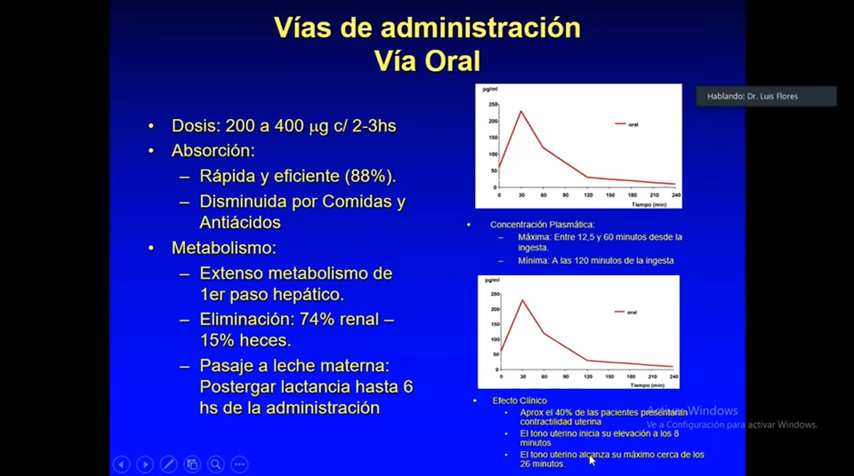 Vías de administración
Vía Oral
Hablando: Dr. Luis Flores
• Dosis: 200 a 400 µg c/ 2-3hs
• Absorción:
– Rápida y eficiente (88%).
– Disminuida por Comidas y
Antiácidos
• Metabolismo:
– Extenso metabolismo de
1er paso hepático.
– Eliminación: 74% renal –
15% heces.
– Pasaje a leche materna:
Postergar lactancia hasta 6
hs de la administración
pg/ml
250
200
150
100
50
0
0 30 60 90 120 150 180 210 240
Tiempo (min)
oral
• Concentración Plasmática:
– Máxima: Entre 12,5 y 60 minutos desde la
ingesta.
– Mínima: A las 120 minutos de la ingesta
pg/ml
250
200
150
100
50
0
0 30 60 90 120 150 180 210 240
Tiempo (min)
oral
• Efecto Clínico
• Aprox el 40% de las pacientes presentarán
contractilidad uterina
• El tono uterino inicia su elevación a los 8
minutos
• El tono uterino alcanza su máximo cerca de los
26 minutos.
Activar Windows
Ve a Configuración para activar Windows.